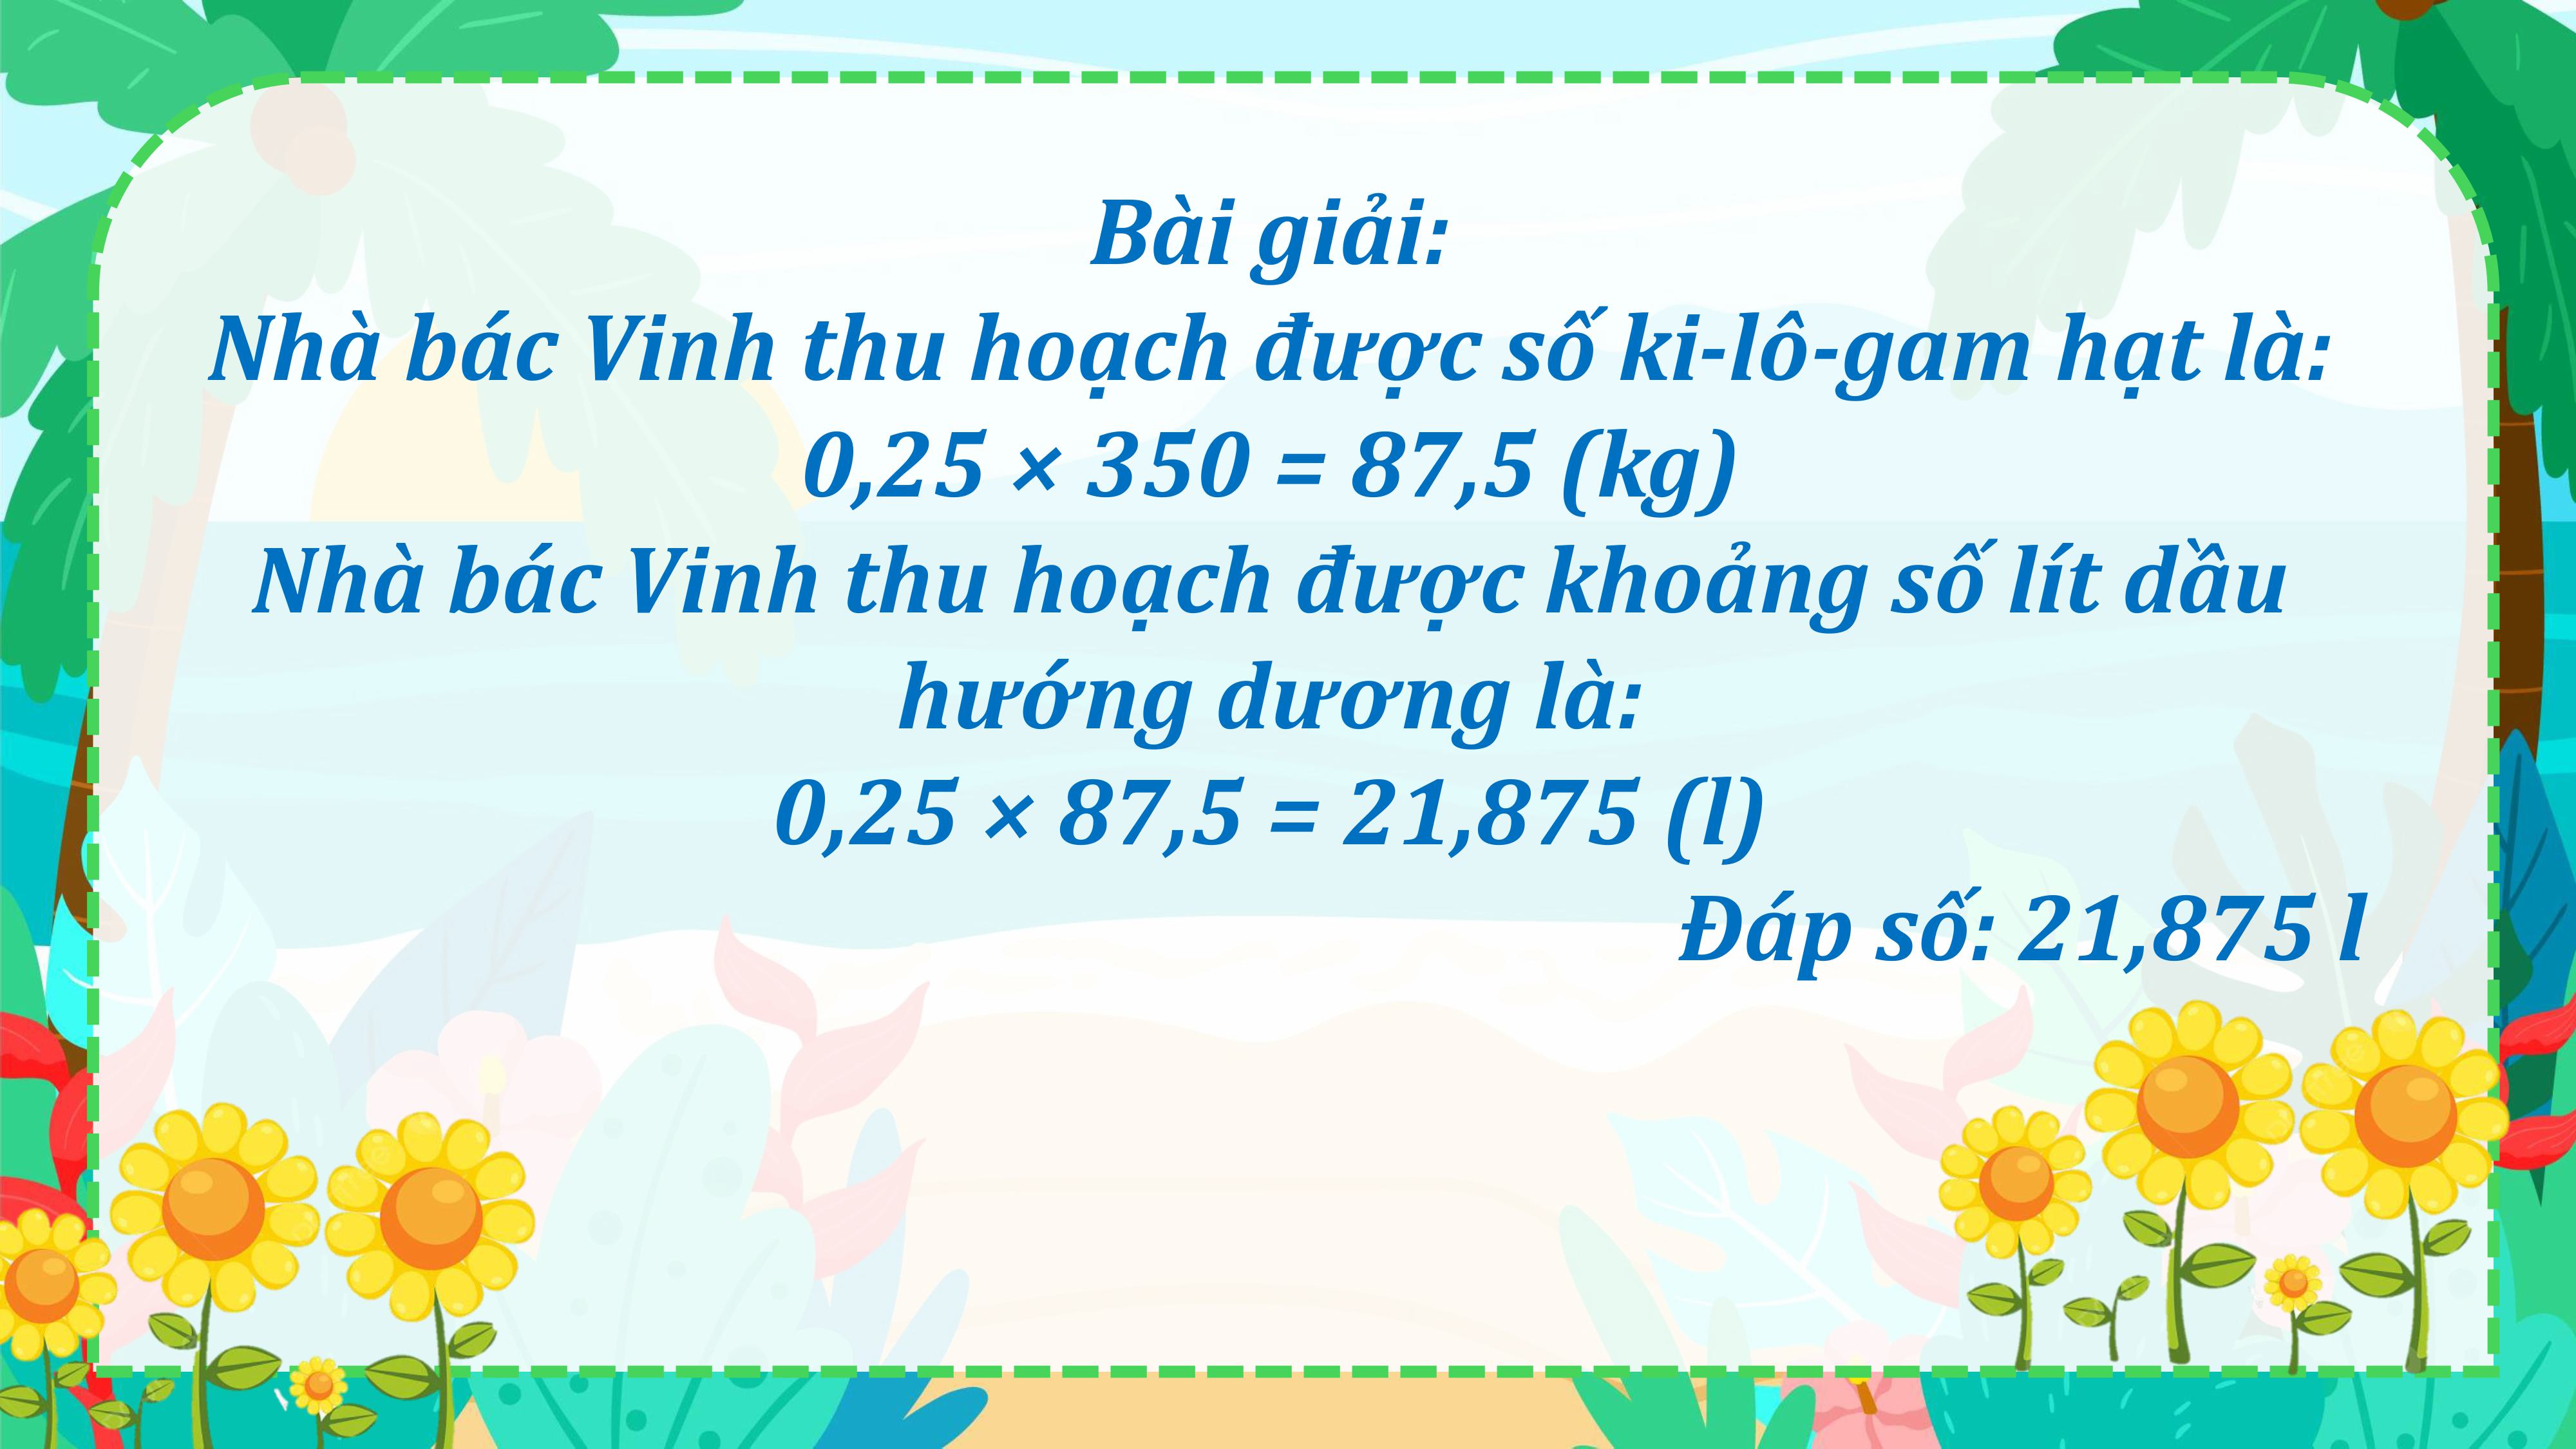 Bài giải:
Nhà bác Vinh thu hoạch được số ki-lô-gam hạt là:
0,25 × 350 = 87,5 (kg)
Nhà bác Vinh thu hoạch được khoảng số lít dầu
hướng dương là:
0,25 × 87,5 = 21,875 (l)
Đáp số: 21,875 l